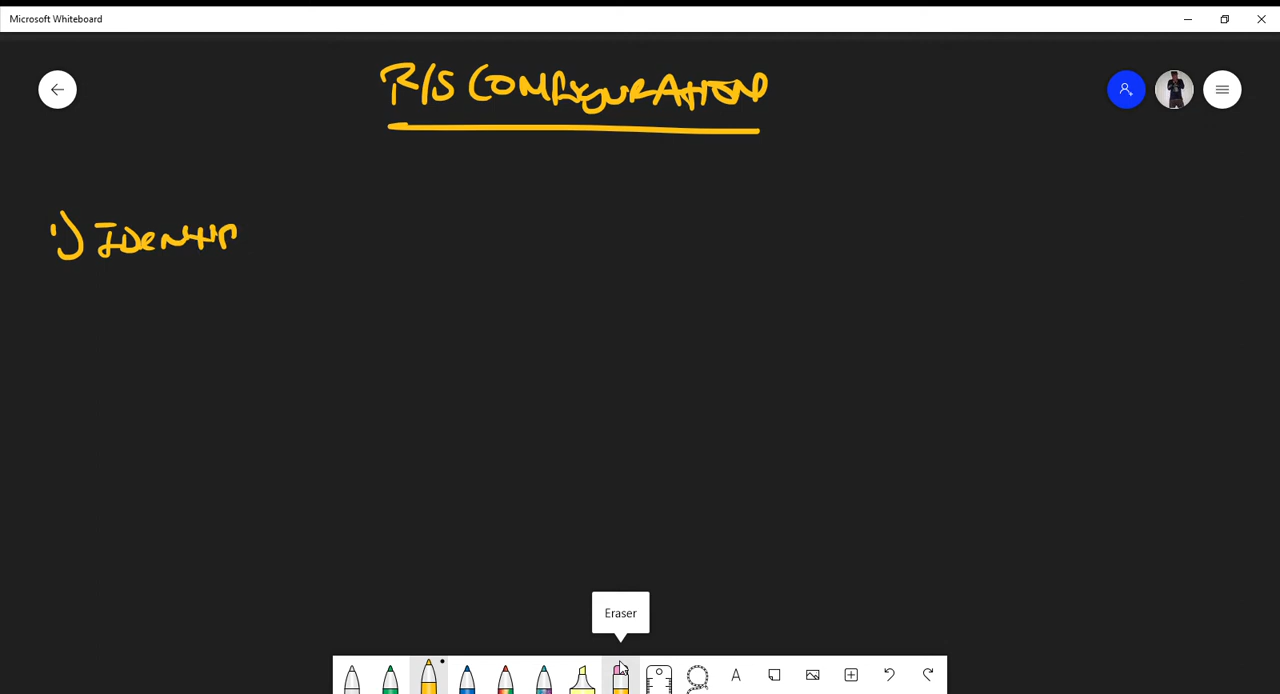 Microsoft Whiteboard
R/S CONFIGURATION
1) IDentif
Eraser